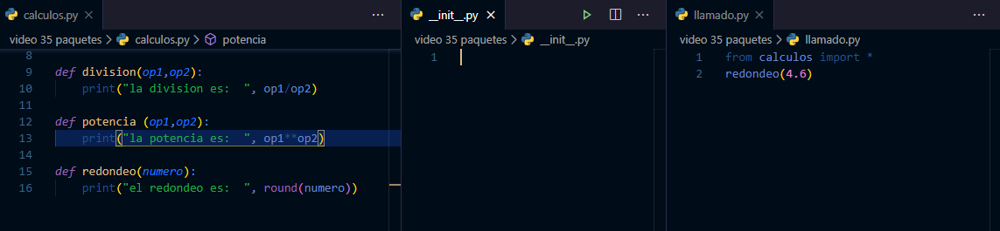 calculos.py
video 35 paquetes > calculos.py > potencia
8
9 def division(op1,op2):
10 print("la division es:  ", op1/op2)
11
12 def potencia (op1,op2):
13 print("la potencia es:  ", op1**op2)
14
15 def redondeo(numero):
16 print("el redondeo es:  ", round(numero))
__init__.py
video 35 paquetes > __init__.py
1
llamado.py
video 35 paquetes > llamado.py
1 from calculos import *
2 redondeo(4.6)